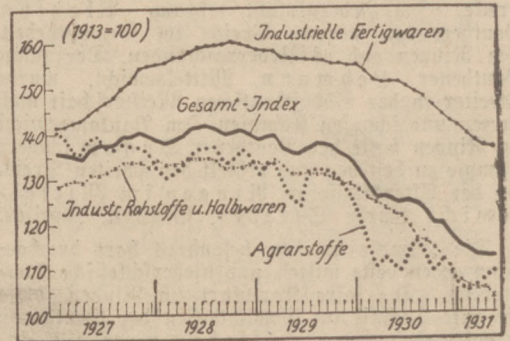 (1913=100)
Industrielle Fertigwaren
160
150
Gesamt-Index
140
130
Industr. Rohstoffe u. Halbwaren
120
Agrarstoffe
110
100
1927 1928 1929 1930 1931